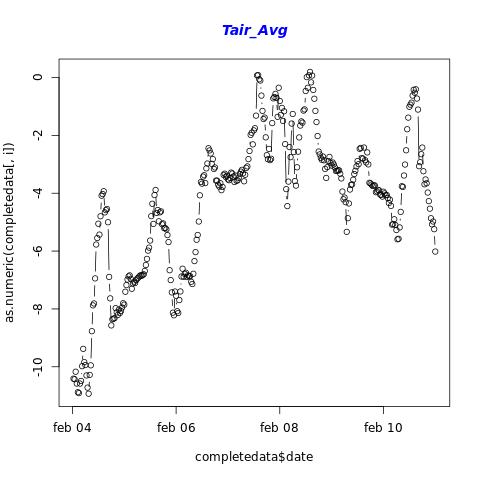 Tair_Avg
as.numeric(completedata[, i])
0
-2
-4
-6
-8
-10
feb 04
feb 06
feb 08
feb 10
completedata$date